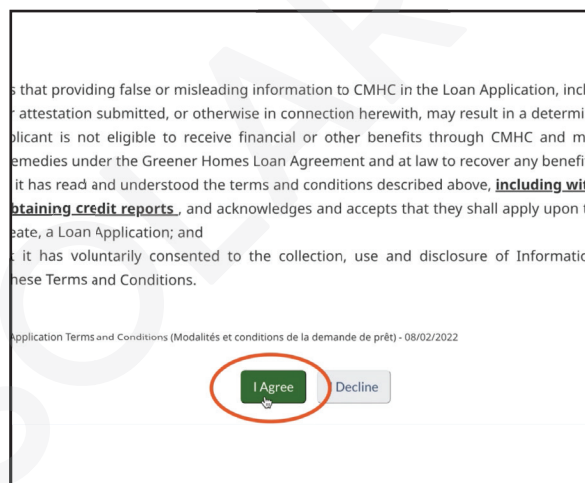 s that providing false or misleading information to CMHC in the Loan Application, incl
r attestation submitted, or otherwise in connection herewith, may result in a determi
plicant is not eligible to receive financial or other benefits through CMHC and m
emedies under the Greener Homes Loan Agreement and at law to recover any benefi
it has read and understood the terms and conditions described above, including wit
btaining credit reports , and acknowledges and accepts that they shall apply upon t
eate, a Loan Application; and
t it has voluntarily consented to the collection, use and disclosure of Informatio
hese Terms and Conditions.
Application Terms and Conditions (Modalités et conditions de la demande de prêt) - 08/02/2022
I Agree
Decline
SOLAR